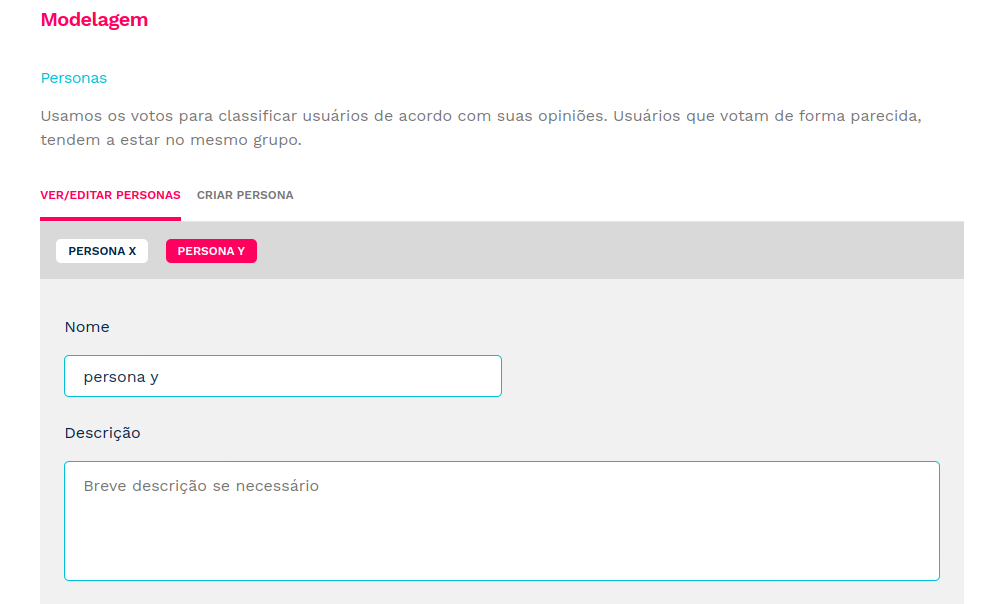 Modelagem
Personas
Usamos os votos para classificar usuários de acordo com suas opiniões. Usuários que votam de forma parecida,
tendem a estar no mesmo grupo.
VER/EDITAR PERSONAS CRIAR PERSONA
PERSONA X PERSONA Y
Nome
persona y
Descrição
Breve descrição se necessário